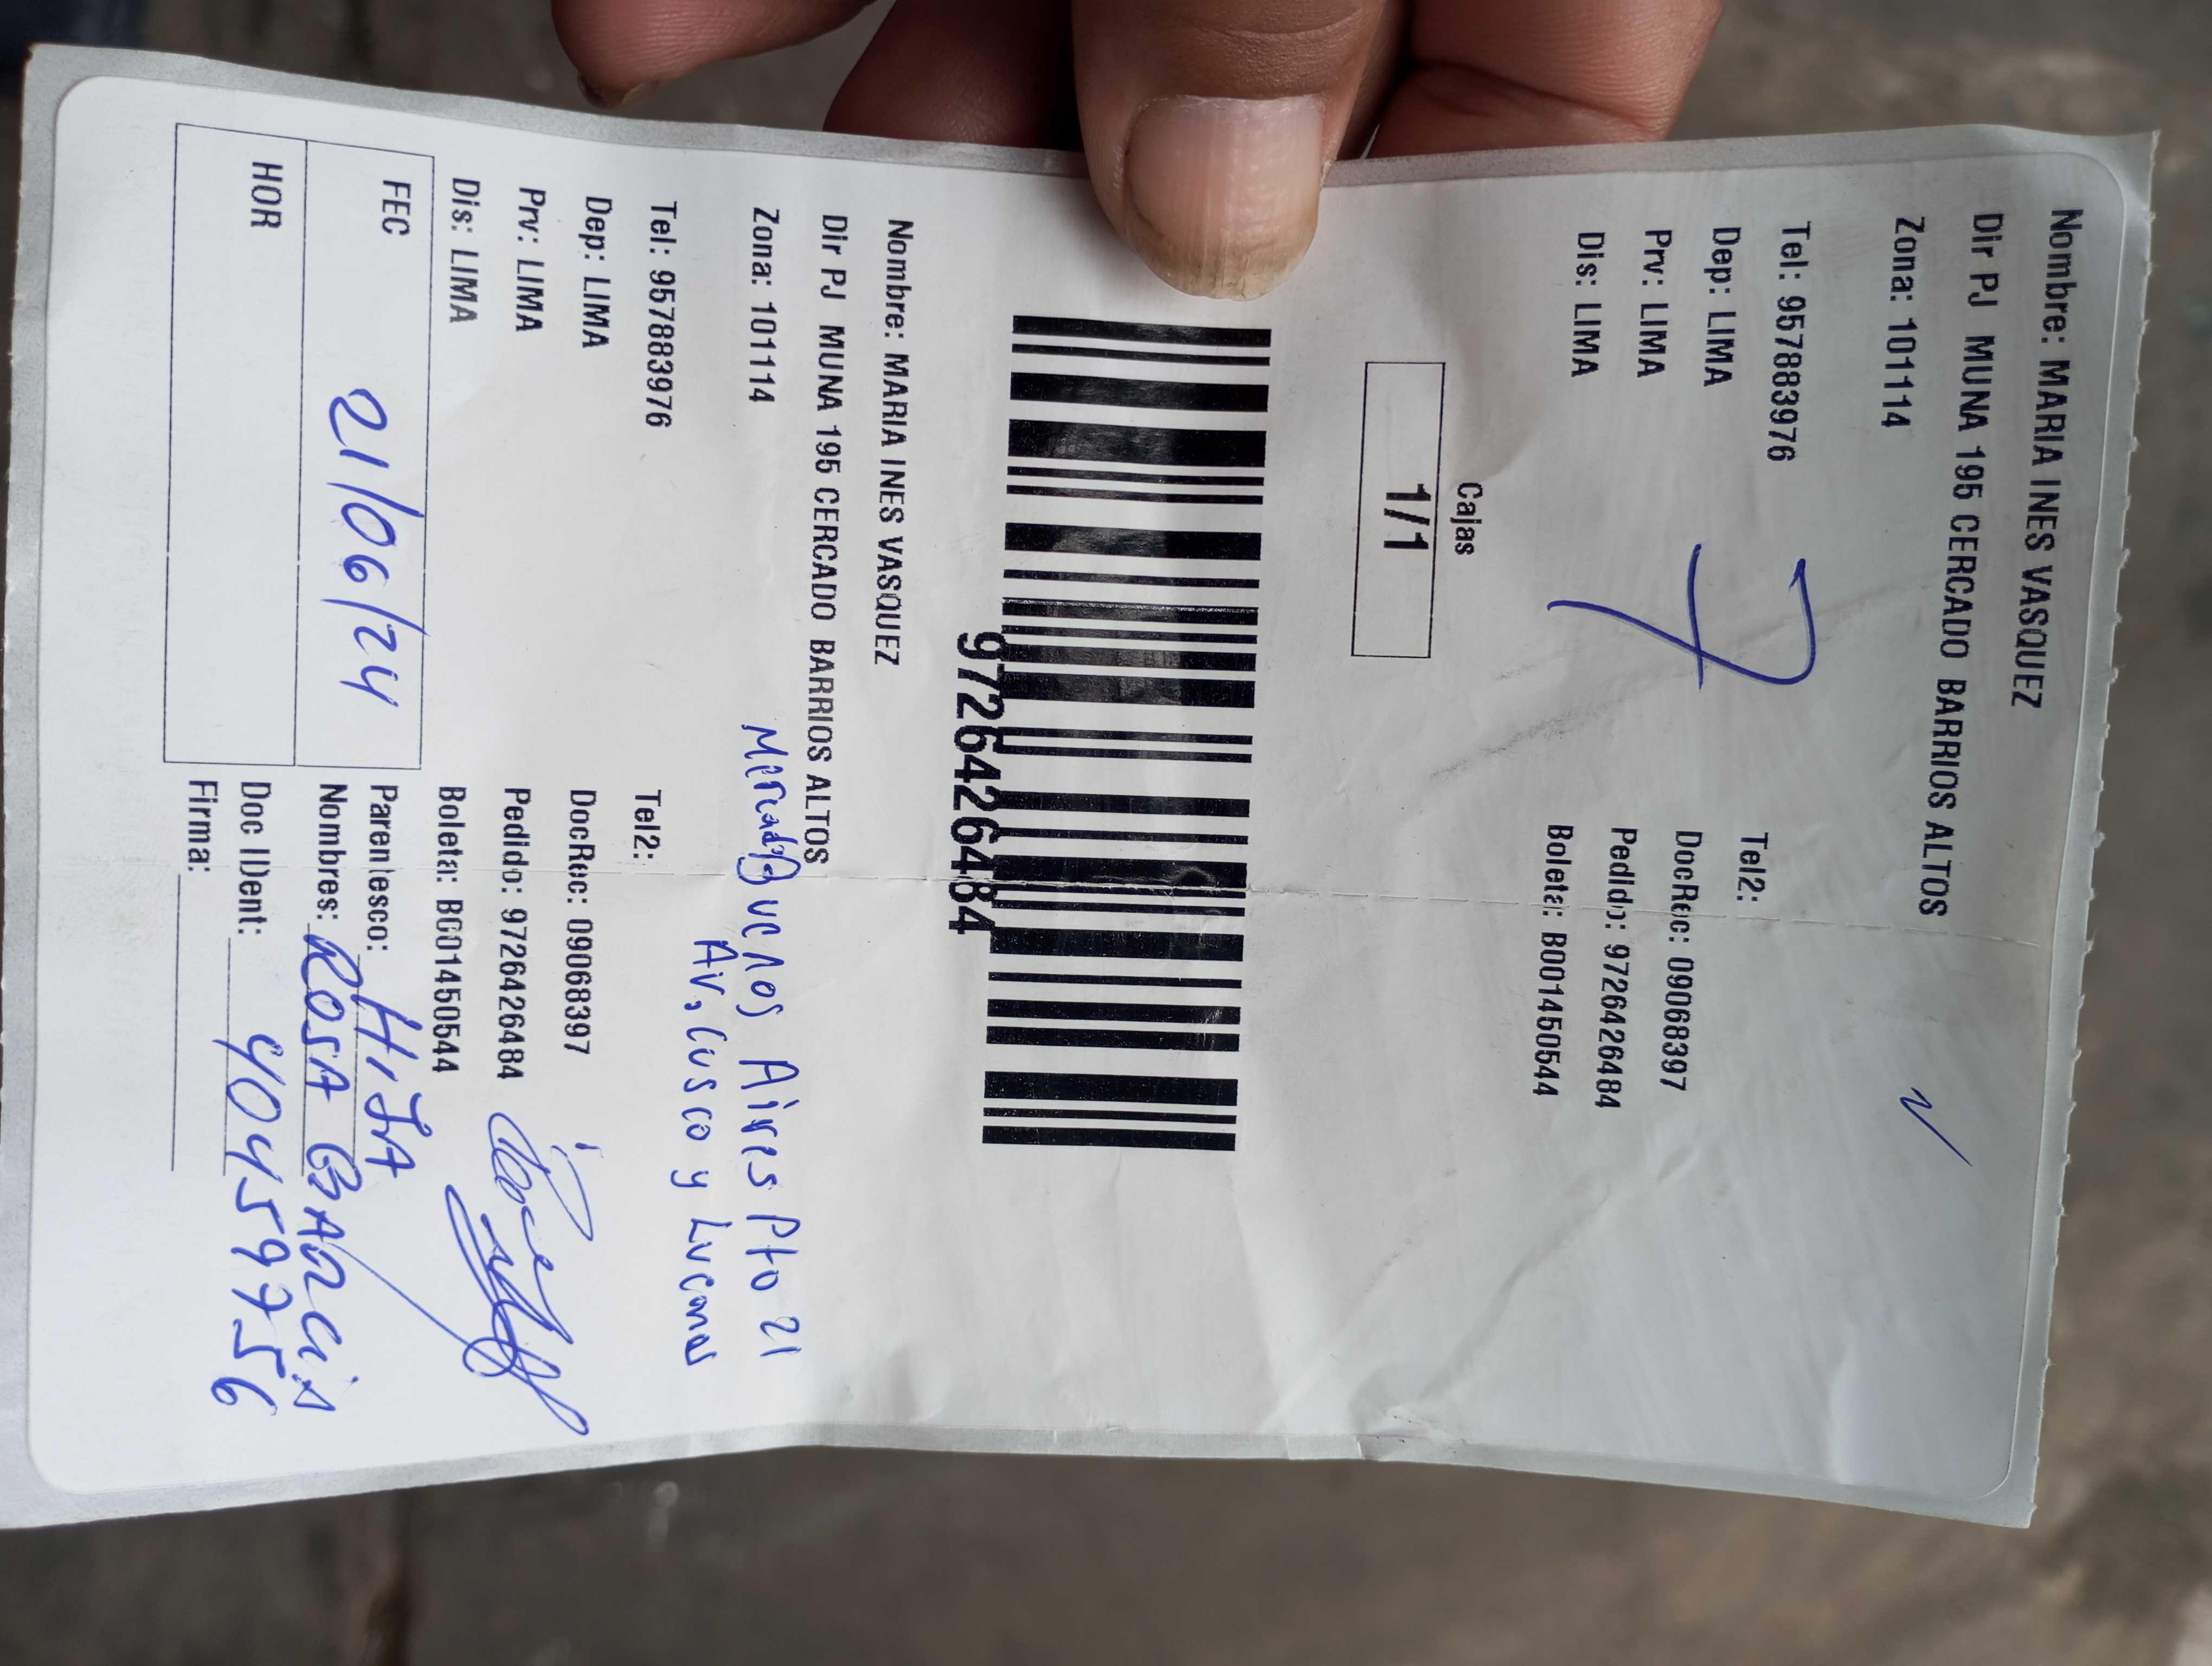 Nombre: MARIA INES VASQUEZ
Dir PJ MUNA 195 CERCADO BARRIOS ALTOS
Zona: 101114
Tel: 957883976
Tel2:
Dep: LIMA
DocRec: 09068397
Prv: LIMA
Pedido: 9726426484
Dis: LIMA
Boleta: B001450544
7
Cajas
1/1
9726426484
Nombre: MARIA INES VASQUEZ
Dir PJ MUNA 195 CERCADO BARRIOS ALTOS
Zona: 101114
Mercado Buenos Aires Pto 21
Av. Cusco y Lucanas
Tel: 957883976
Tel2:
Dep: LIMA
DocRec: 09068397
Prv: LIMA
Pedido: 9726426484
Dis: LIMA
Boleta: B001450544
FEC 21/06/24
HOR
Parentesco: HiJA
Nombres: ROSA GARCIA
Doc IDent: 40459756
Firma: